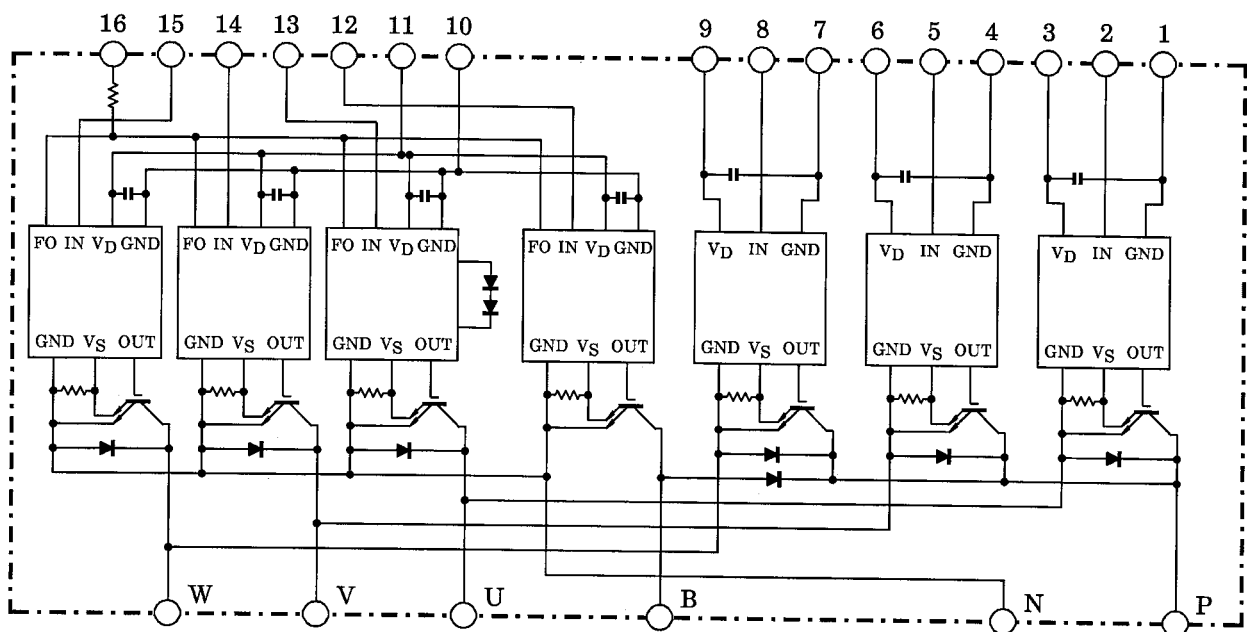 16 15 14 13 12 11 10 9 8 7 6 5 4 3 2 1
FO IN VD GND
FO IN VD GND
FO IN VD GND
FO IN VD GND
VD IN GND
VD IN GND
VD IN GND
GND VS OUT
GND VS OUT
GND VS OUT
GND VS OUT
GND VS OUT
GND VS OUT
GND VS OUT
W V U B N P